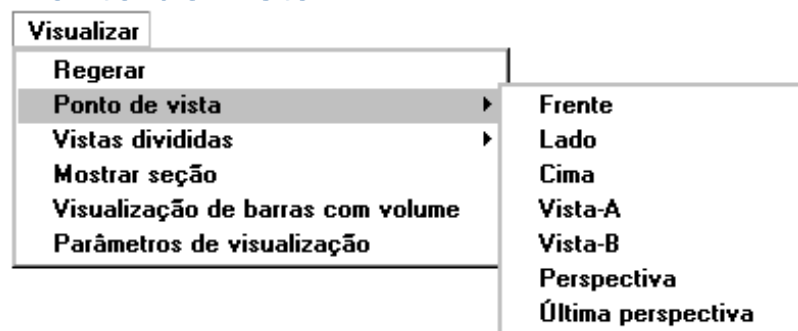 Visualizar
Regerar
Ponto de vista
Vistas divididas
Mostrar seção
Visualização de barras com volume
Parâmetros de visualização
Frente
Lado
Cima
Vista-A
Vista-B
Perspectiva
Última perspectiva